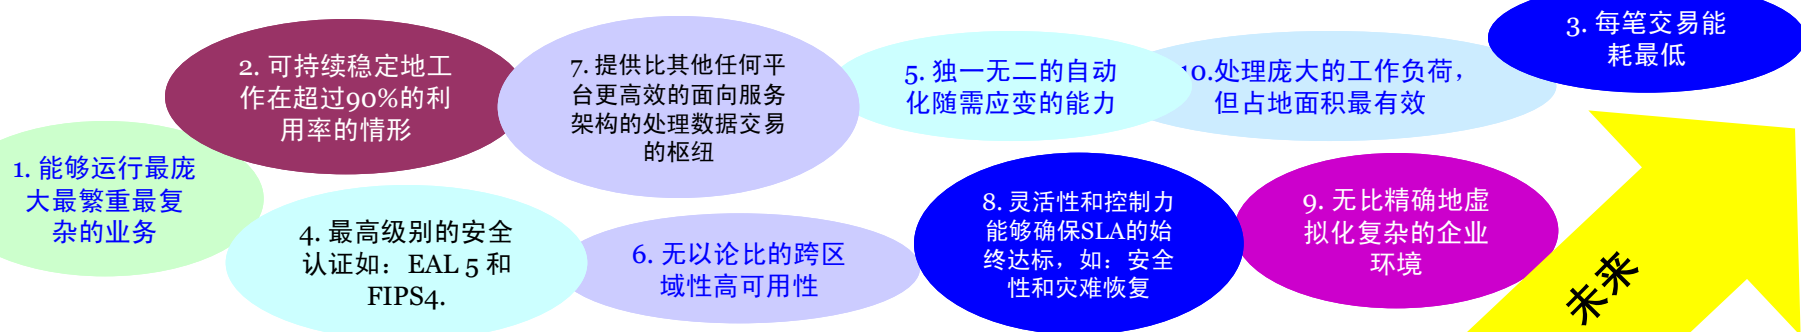 1. 能够运行最庞
大最繁重最复
杂的业务
2. 可持续稳定地工
作在超过90%的利
用率的情形
3. 每笔交易能
耗最低
4. 最高级别的安全
认证如：EAL 5 和
FIPS4.
5. 独一无二的自动
化随需应变的能力
6. 无以论比的跨区
域性高可用性
7. 提供比其他任何平
台更高效的面向服务
架构的处理数据交易
的枢纽
8. 灵活性和控制力
能够确保SLA的始
终达标，如：安全
性和灾难恢复
9. 无比精确地虚
拟化复杂的企业
环境
10.处理庞大的工作负荷，
但占地面积最有效
未来